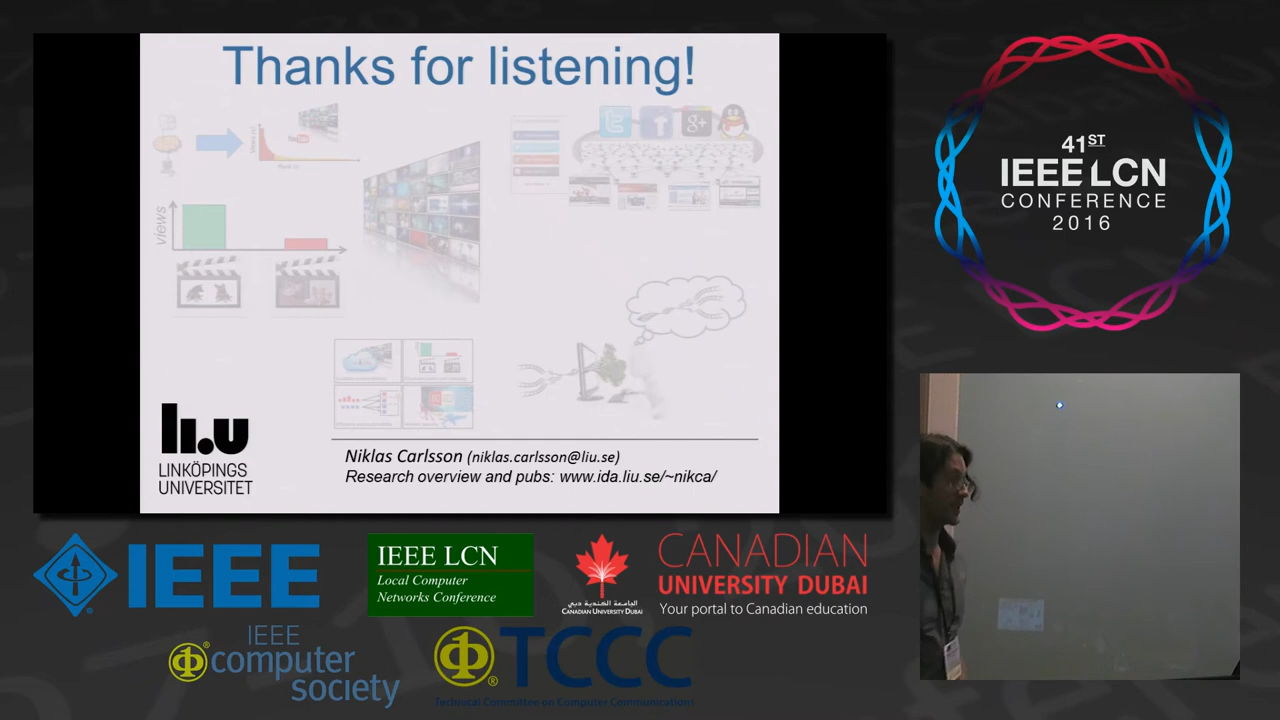 Thanks for listening!
views
li.u
LINKÖPINGS
UNIVERSITET
Niklas Carlsson (niklas.carlsson@liu.se)
Research overview and pubs: www.ida.liu.se/~nikca/
41ST
IEEE LCN
CONFERENCE
2016
IEEE
IEEE LCN
Local Computer
Networks Conference
الجامعة الكندية دبي
CANADIAN UNIVERSITY DUBAI
CANADIAN
UNIVERSITY DUBAI
Your portal to Canadian education
IEEE
computer
society
TCCC
Technical Committee on Computer Communications